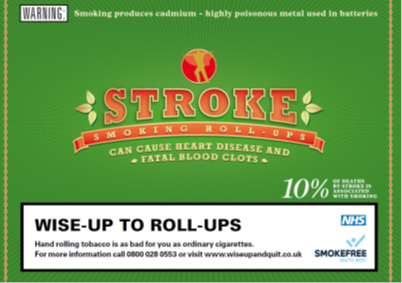 WARNING: Smoking produces cadmium - highly poisonous metal used in batteries
STROKE
SMOKING ROLL-UPS
CAN CAUSE HEART DISEASE AND
FATAL BLOOD CLOTS
10% OF DEATHS
BY STROKE IS
ASSOCIATED
WITH SMOKING
WISE-UP TO ROLL-UPS
NHS
Hand rolling tobacco is as bad for you as ordinary cigarettes.
For more information call 0800 028 0553 or visit www.wiseupandquit.co.uk
SMOKEFREE
SOUTH WEST